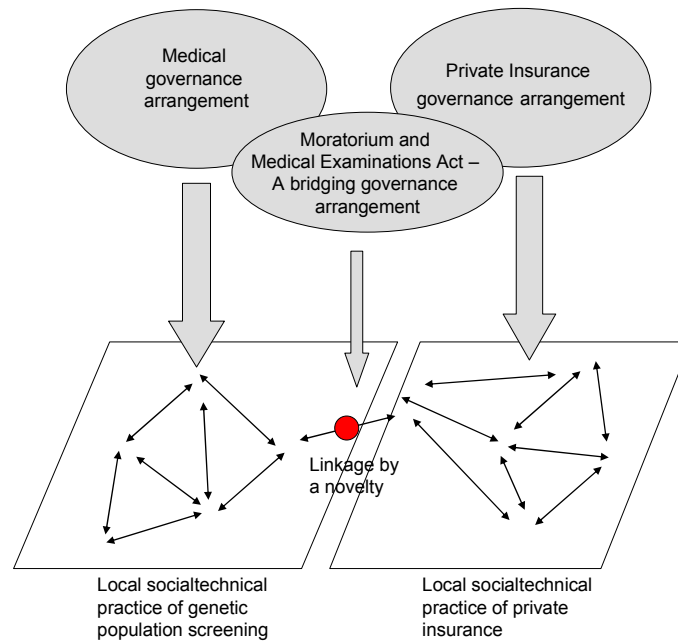 Medical
governance
arrangement
Private Insurance
governance arrangement
Moratorium and
Medical Examinations Act –
A bridging governance
arrangement
Linkage by
a novelty
Local socialtechnical
practice of genetic
population screening
Local socialtechnical
practice of private
insurance